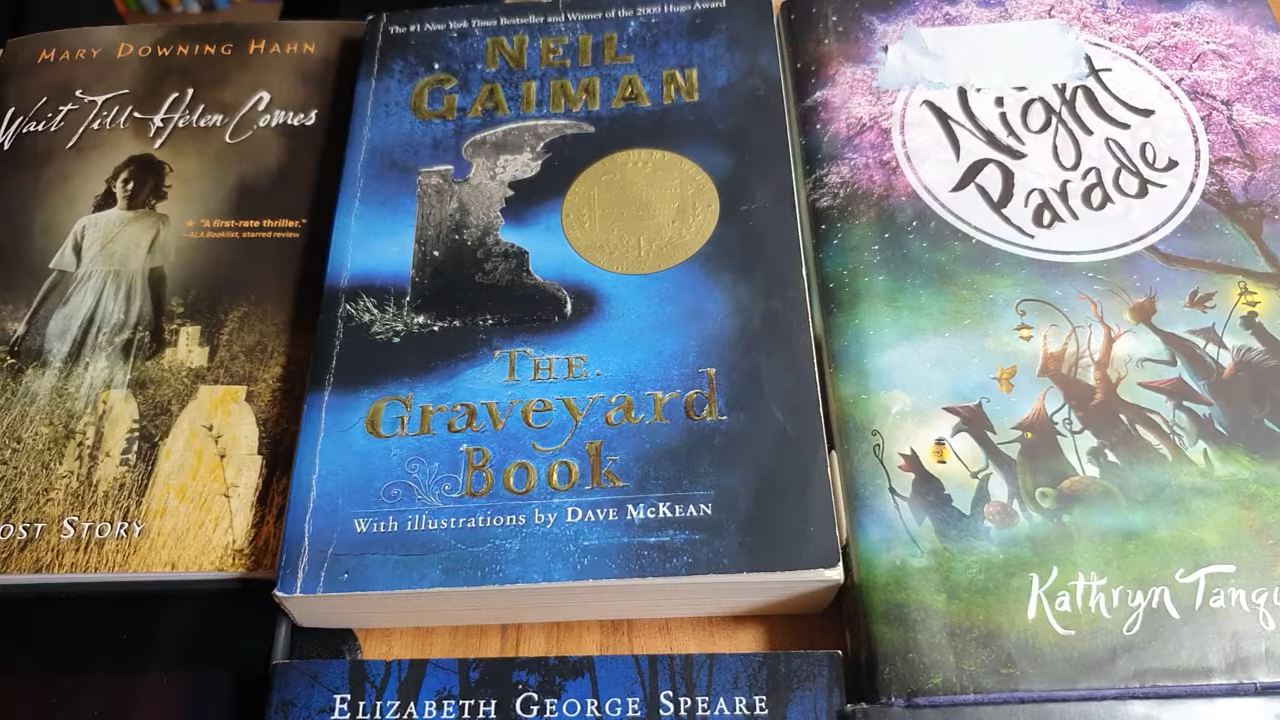 MARY DOWNING HAHN
Wait Till Helen Comes
★ "A first-rate thriller."
—ALA Booklist, starred review
OST STORY
The #1 New York Times Bestseller and Winner of the 2009 Hugo Award
NEIL
GAIMAN
THE
Graveyard
Book
With illustrations by DAVE MCKEAN
ELIZABETH GEORGE SPEARE
Night
Parade
Kathryn Tanq